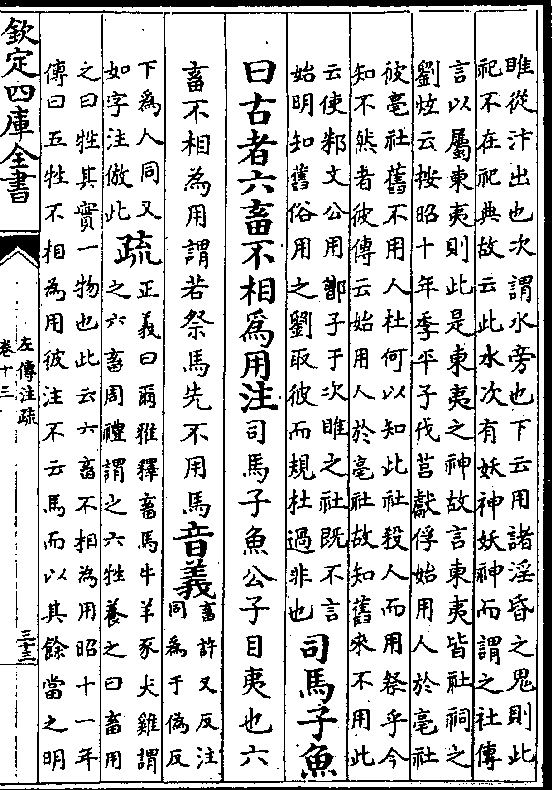 睢從汴出也次謂水旁也下云用諸淫昏之鬼則此
祀不在祀典故云此水次有妖神妖神而謂之社傳
言以屬東夷則此是東夷之神故言東夷皆社祠之
劉炫云按昭十年季平子伐莒獻俘始用人於亳社
彼亳社舊不用人杜何以知此社殺人而用祭乎今
知不然者彼傳云始用人於亳社故知舊來不用此
云使邾文公用鄫子于次睢之社既不言
始明知舊俗用之劉取彼而規杜過非也
司馬子魚
曰古者六畜不相爲用注司馬子魚公子目夷也六
畜不相為用謂若祭馬先不用馬音義
畜許又反注
同為于偽反
下爲人同又
如字注倣此
疏
正義曰爾雅釋畜馬牛羊豕犬雞謂
之六畜周禮謂之六牲養之曰畜用
之曰牲其實一物也此云六畜不相為用昭十一年
傳曰五牲不相為用彼注不云馬而以其餘當之明
欽定四庫全書
左傳注疏
卷十三
三十三